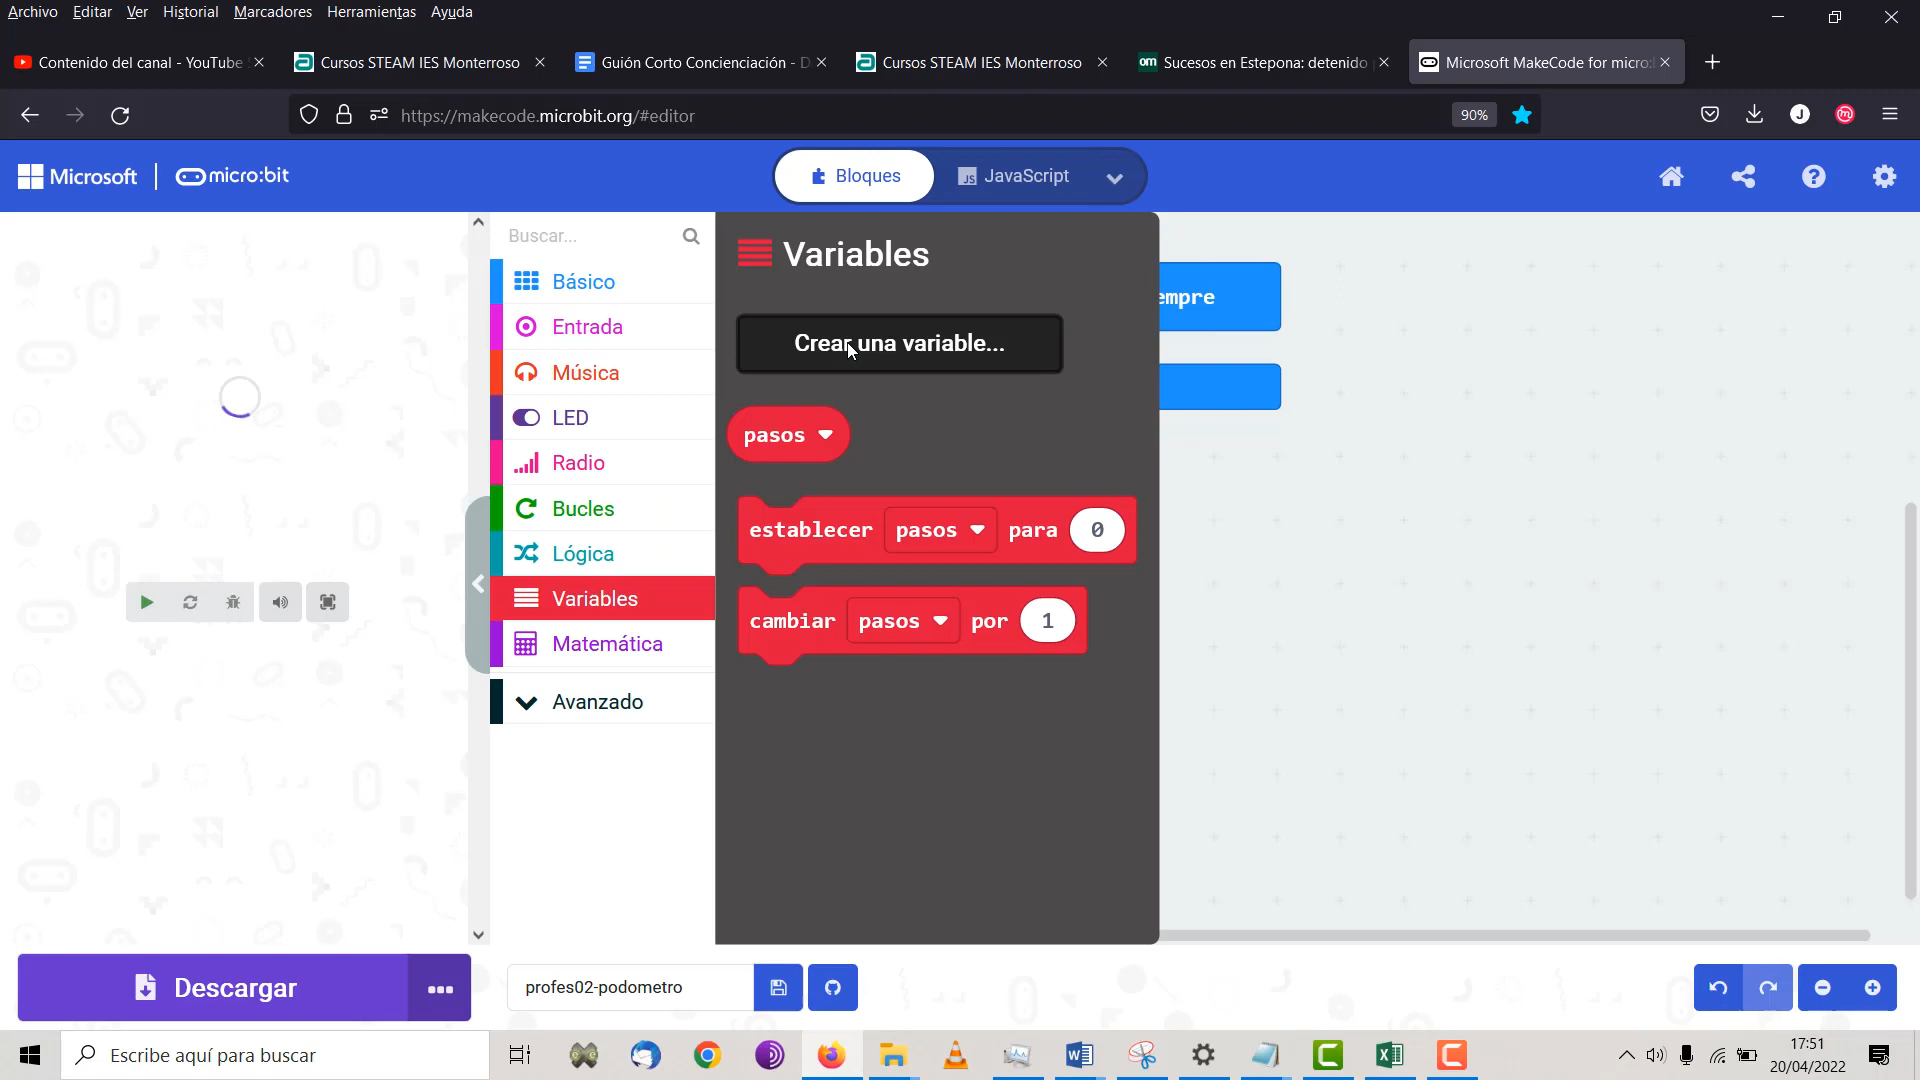 Archivo Editar Ver Historial Marcadores Herramientas Ayuda
Contenido del canal - YouTube
Cursos STEAM IES Monterroso
Guión Corto Concienciación - D
Cursos STEAM IES Monterroso
om Sucesos en Estepona: detenido
Microsoft MakeCode for micro:
https://makecode.microbit.org/#editor
90%
J
m
Microsoft
micro:bit
Bloques
JS JavaScript
Buscar...
Básico
Entrada
Música
LED
Radio
Bucles
Lógica
Variables
Matemática
Avanzado
Variables
Crear una variable...
pasos
establecer pasos para 0
cambiar pasos por 1
empre
Descargar
profes02-podometro
Escribe aquí para buscar
17:51
20/04/2022